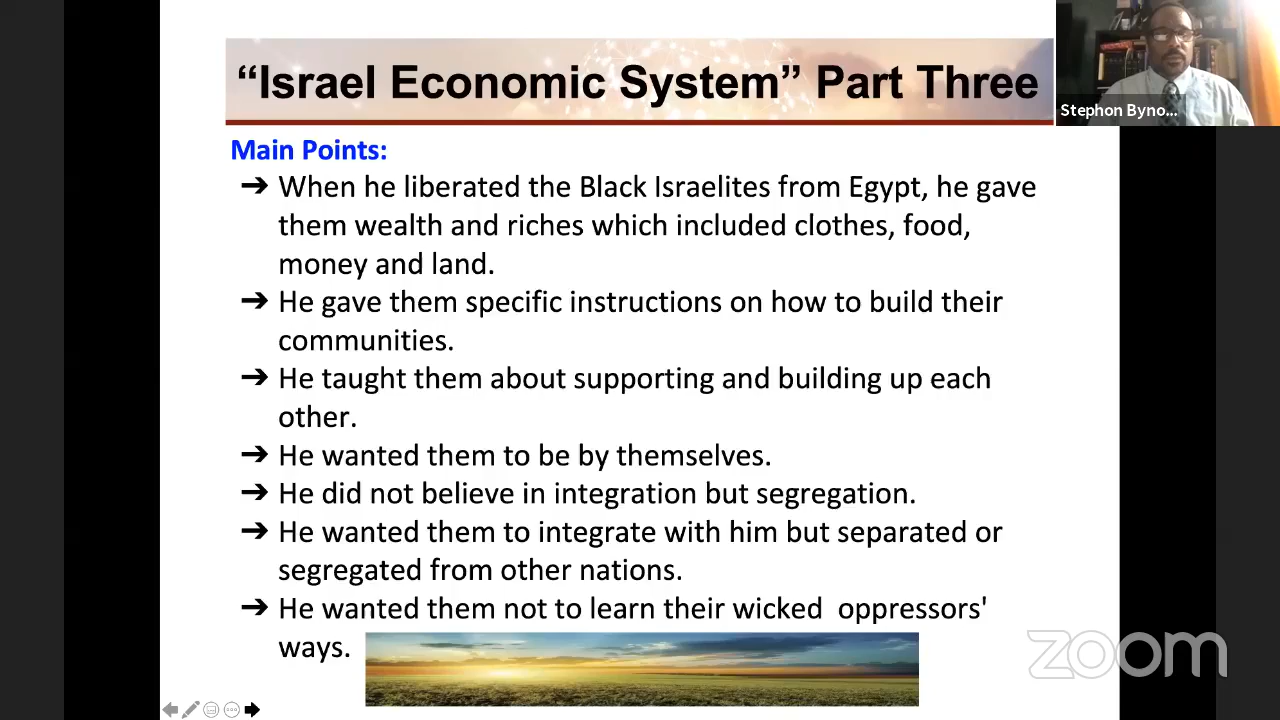 “Israel Economic System” Part Three
Stephon Byno...
Main Points:
➔ When he liberated the Black Israelites from Egypt, he gave
them wealth and riches which included clothes, food,
money and land.
➔ He gave them specific instructions on how to build their
communities.
➔ He taught them about supporting and building up each
other.
➔ He wanted them to be by themselves.
➔ He did not believe in integration but segregation.
➔ He wanted them to integrate with him but separated or
segregated from other nations.
➔ He wanted them not to learn their wicked  oppressors'
ways.
zoom